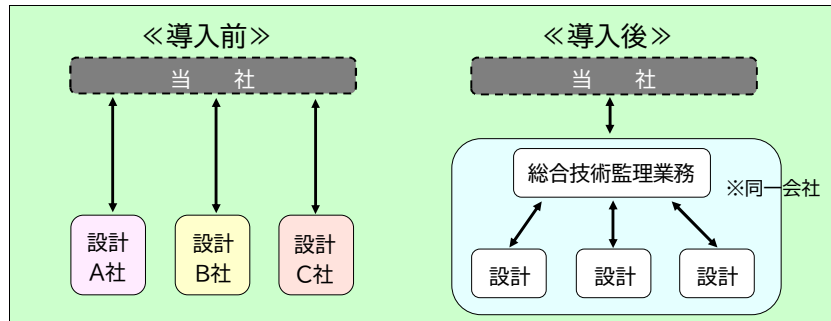 ≪導入前≫
当　　社
設計
A社
設計
B社
設計
C社
≪導入後≫
当　　社
総合技術監理業務
※同一会社
設計
設計
設計